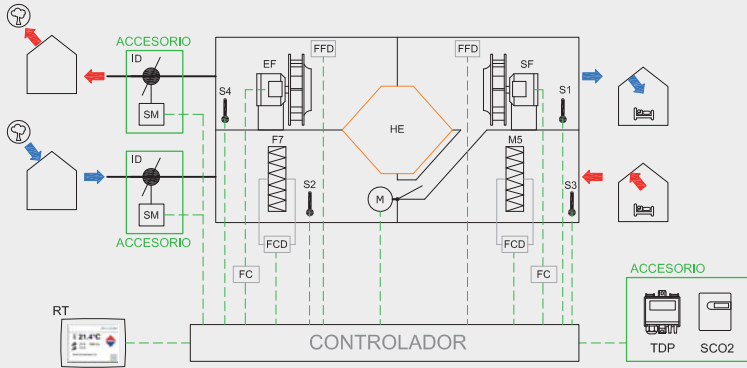 ACCESORIO
ID
SM
EF
FFD
FFD
SF
S4
S1
HE
F7
M5
ID
S2
S3
M
SM
ACCESORIO
FCD
FCD
FC
FC
ACCESORIO
RT
21.4°C
CONTROLADOR
TDP
SCO2